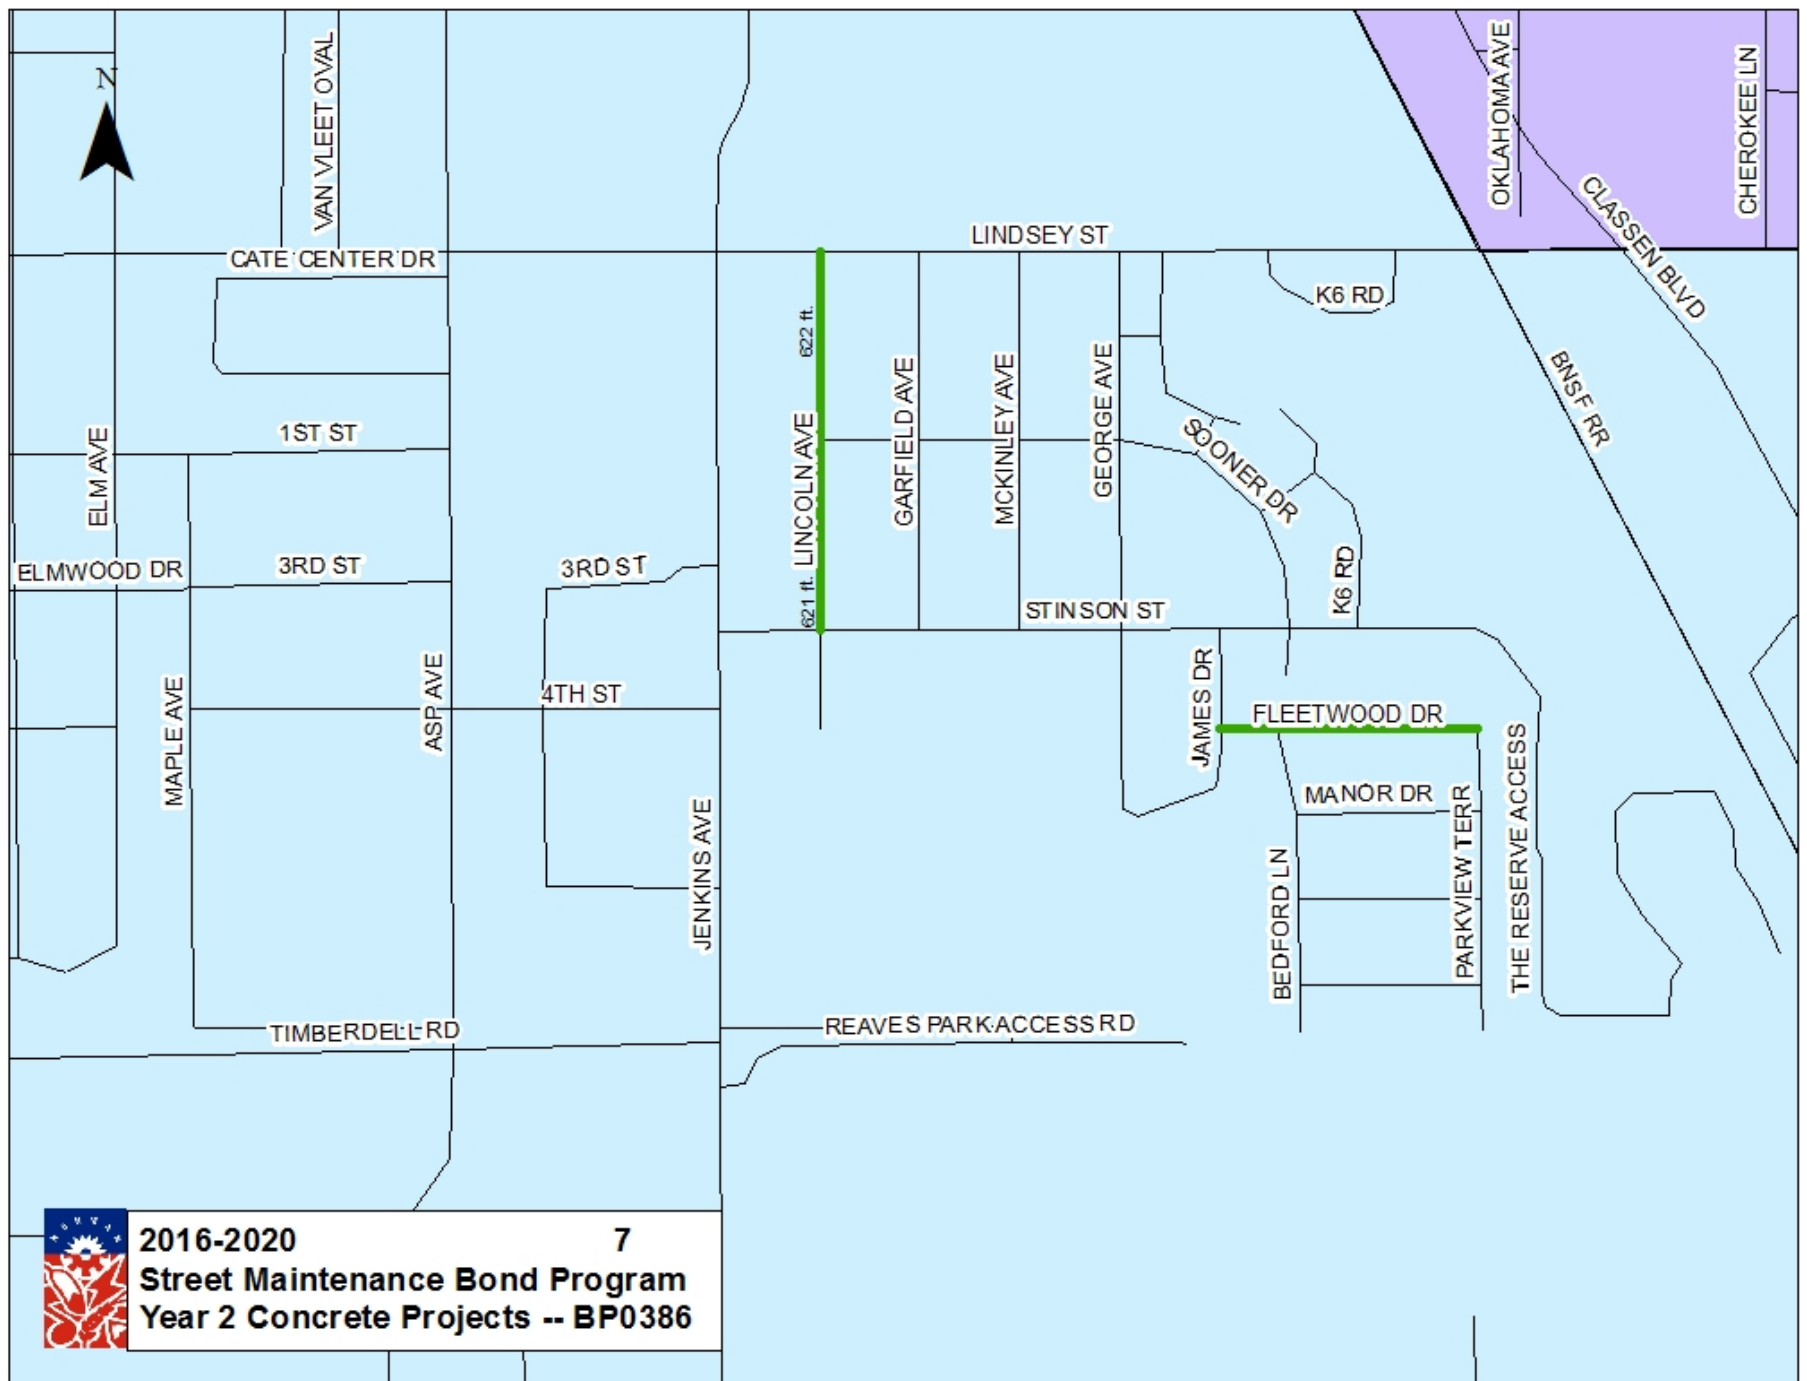 N
VAN VLEET OVAL
OKLAHOMA AVE
CHEROKEE LN
CLASSEN BLVD
LINDSEY ST
CATE CENTER DR
K6 RD
622 ft.
BNSF RR
ELM AVE
1ST ST
LINCOLN AVE
GARFIELD AVE
MCKINLEY AVE
GEORGE AVE
SOONER DR
ELMWOOD DR
3RD ST
3RD ST
621 ft.
STINSON ST
K6 RD
MAPLE AVE
ASP AVE
4TH ST
JAMES DR
FLEETWOOD DR
THE RESERVE ACCESS
JENKINS AVE
MANOR DR
PARKVIEW TERR
BEDFORD LN
TIMBERDELL RD
REAVES PARK ACCESS RD
2016-2020 7
Street Maintenance Bond Program
Year 2 Concrete Projects -- BP0386